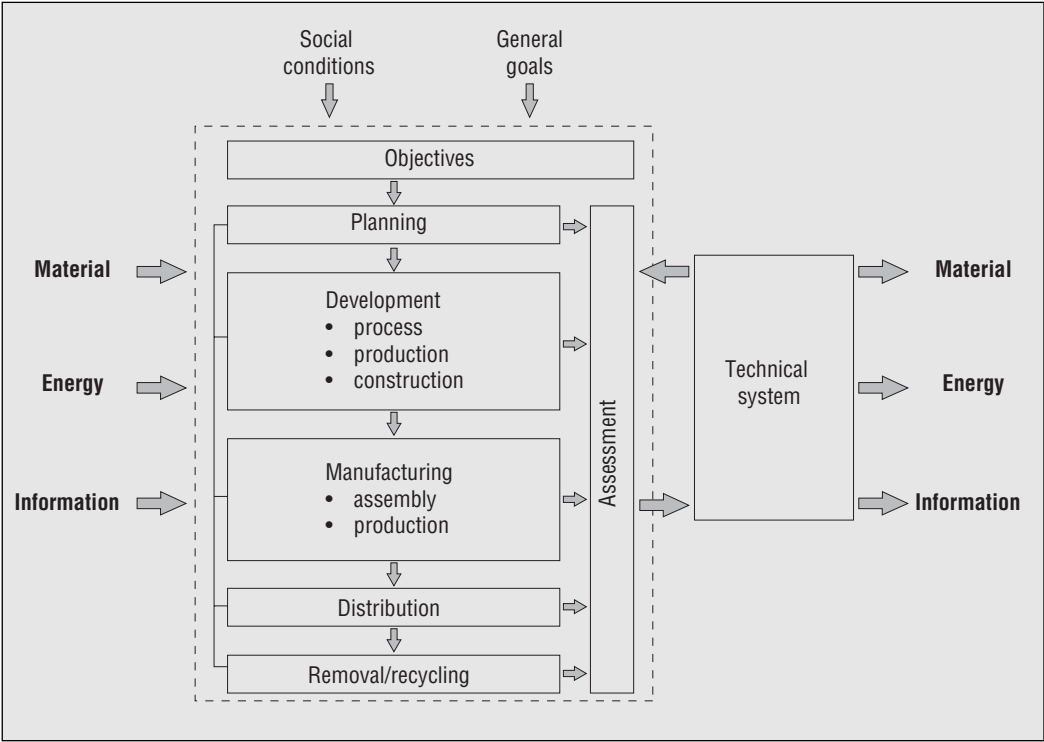 Social
conditions
General
goals
Objectives
Planning
Material
Development
• process
• production
• construction
Energy
Manufacturing
• assembly
• production
Information
Distribution
Removal/recycling
Assessment
Technical
system
Material
Energy
Information